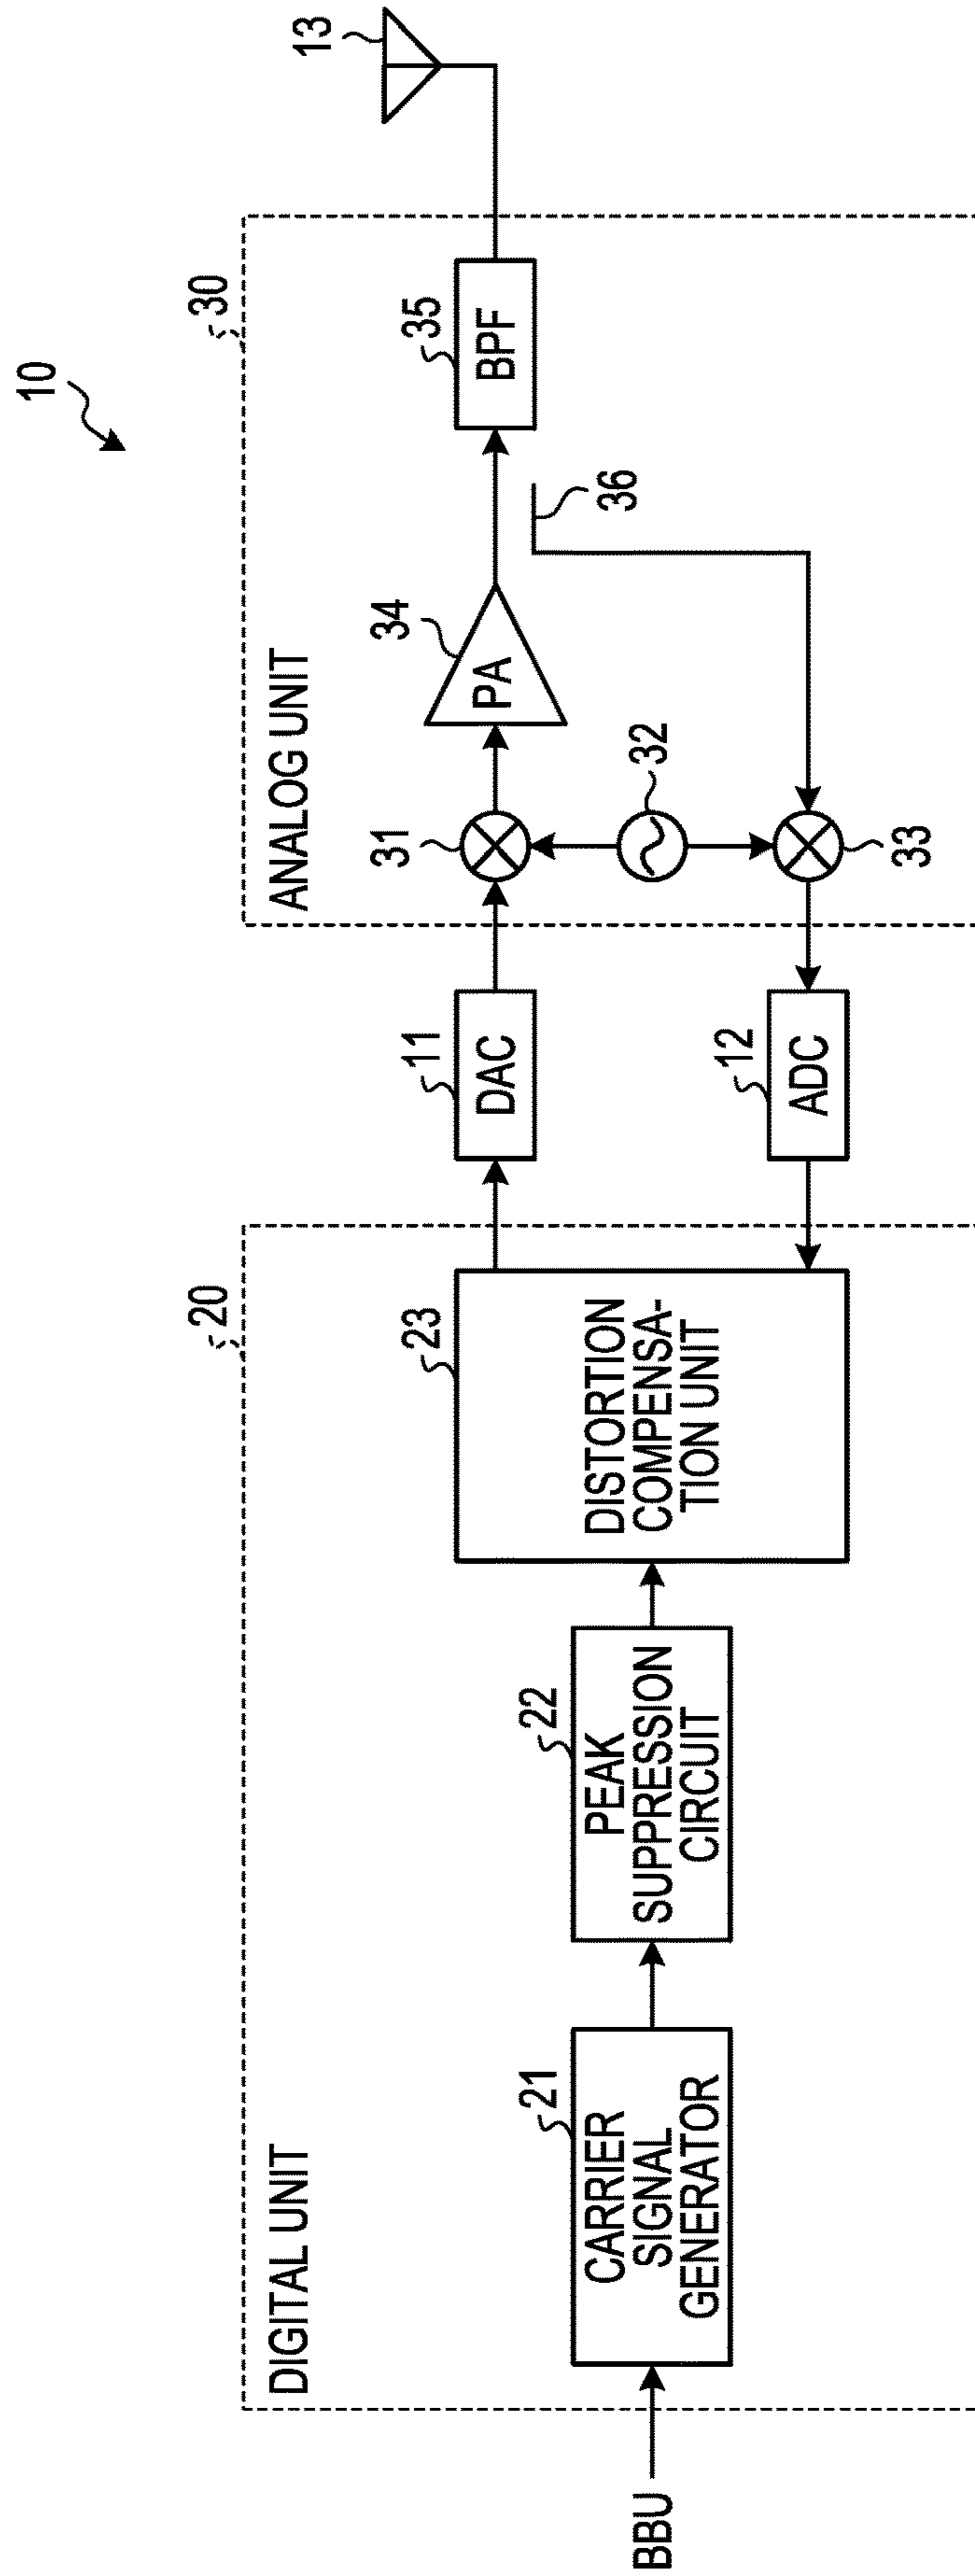 10
DIGITAL UNIT
20
ANALOG UNIT
30
13
BBU
21
CARRIER
SIGNAL
GENERATOR
22
PEAK
SUPPRESSION
CIRCUIT
23
DISTORTION
COMPENSA-
TION UNIT
11
DAC
12
ADC
31
32
33
34
PA
35
BPF
36